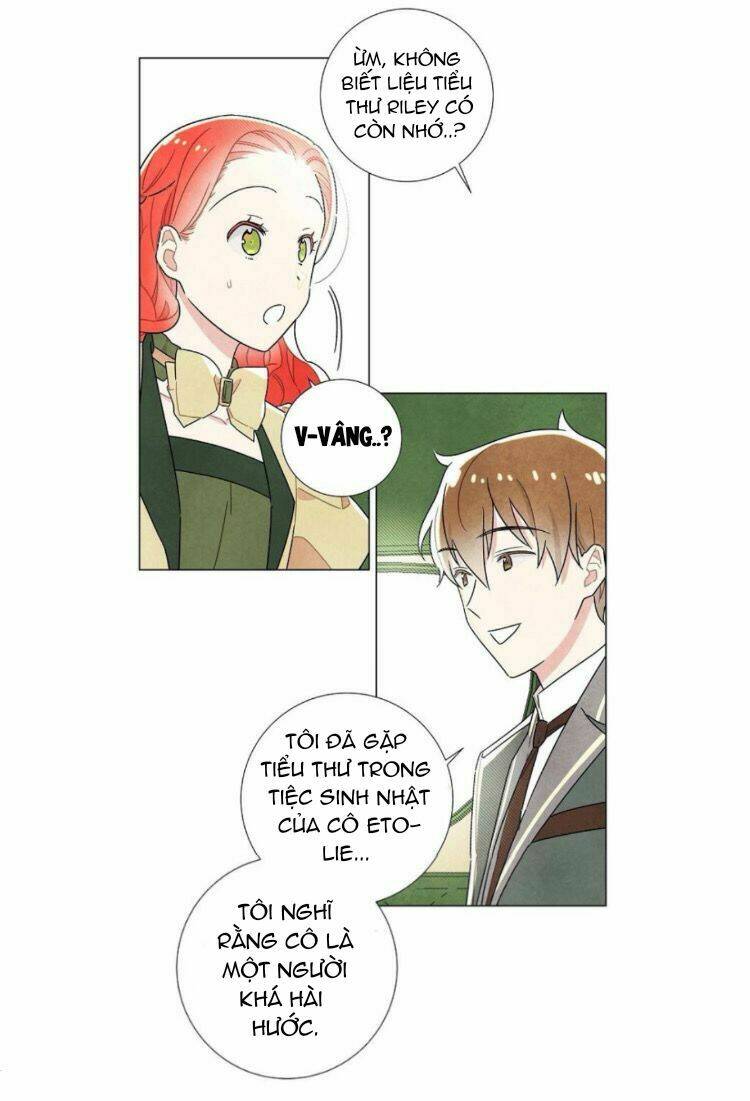 ỪM, KHÔNG
BIẾT LIỆU TIỂU
THƯ RILEY CÓ
CÒN NHỚ..?
V-VÂNG..?
TÔI ĐÃ GẶP
TIỂU THƯ TRONG
TIỆC SINH NHẬT
CỦA CÔ ETO-
LIE...
TÔI NGHĨ
RẰNG CÔ LÀ
MỘT NGƯỜI
KHÁ HÀI
HƯỚC.